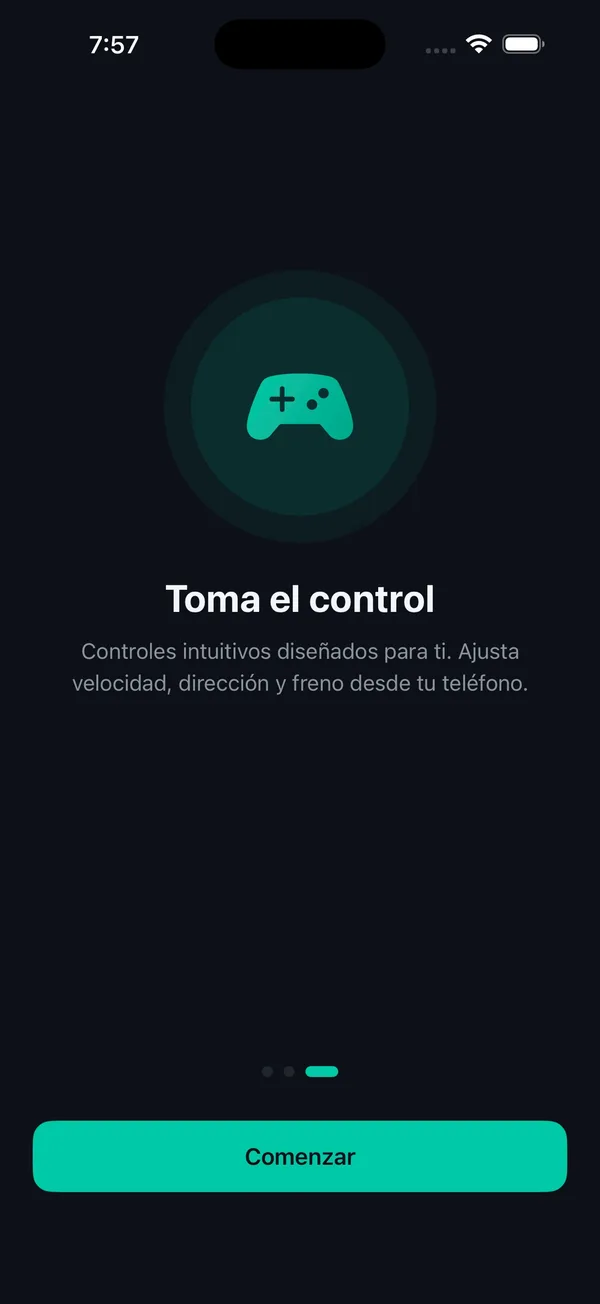 7:57
Toma el control
Controles intuitivos diseñados para ti. Ajusta
velocidad, dirección y freno desde tu teléfono.
Comenzar